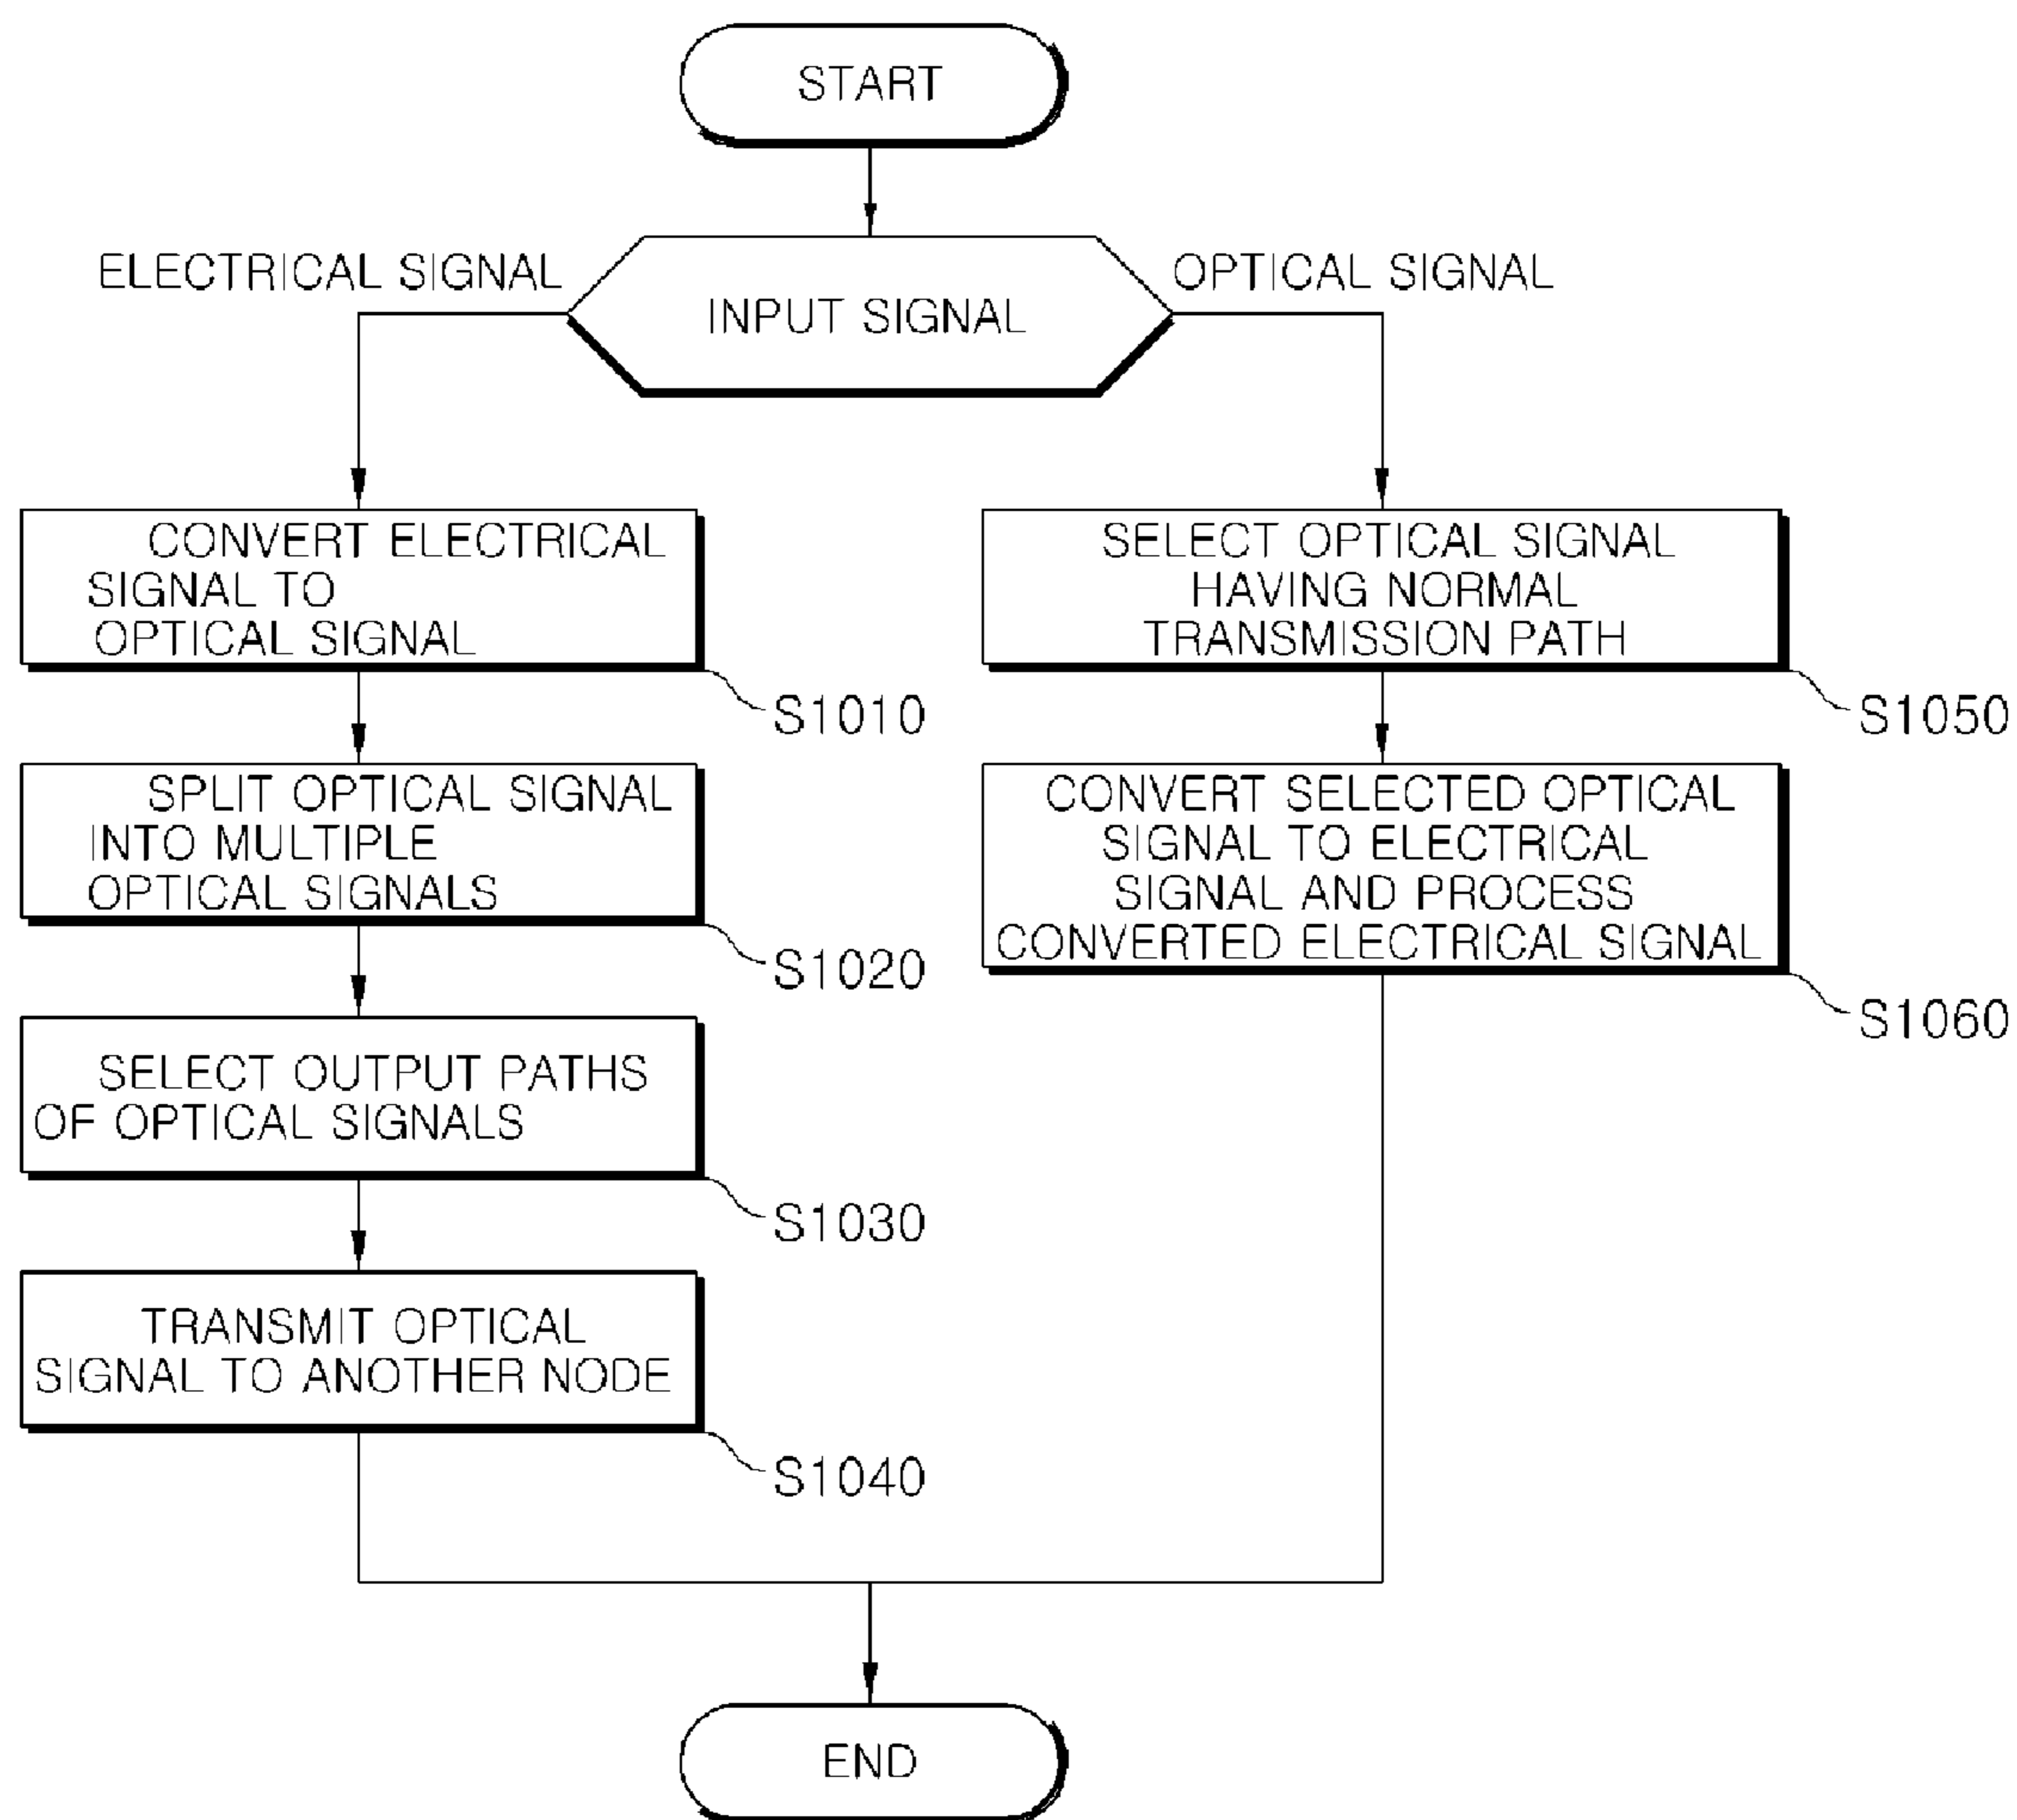 START
ELECTRICAL SIGNAL
INPUT SIGNAL
OPTICAL SIGNAL
CONVERT ELECTRICAL
SIGNAL TO
OPTICAL SIGNAL
S1010
SPLIT OPTICAL SIGNAL
INTO MULTIPLE
OPTICAL SIGNALS
S1020
SELECT OUTPUT PATHS
OF OPTICAL SIGNALS
S1030
TRANSMIT OPTICAL
SIGNAL TO ANOTHER NODE
S1040
SELECT OPTICAL SIGNAL
HAVING NORMAL
TRANSMISSION PATH
S1050
CONVERT SELECTED OPTICAL
SIGNAL TO ELECTRICAL
SIGNAL AND PROCESS
CONVERTED ELECTRICAL SIGNAL
S1060
END